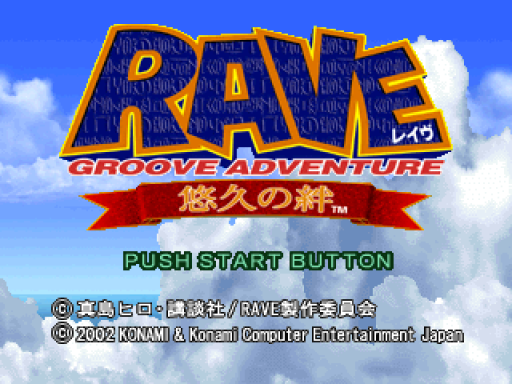 RAVE
レイヴ
GROOVE ADVENTURE
悠久の絆™
PUSH START BUTTON
© 真島ヒロ・講談社/RAVE製作委員会
© 2002 KONAMI & Konami Computer Entertainment Japan